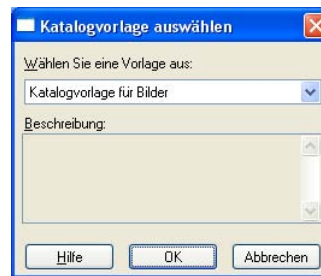 Katalogvorlage auswählen
Wählen Sie eine Vorlage aus:
Katalogvorlage für Bilder
Beschreibung:
Hilfe
OK
Abbrechen